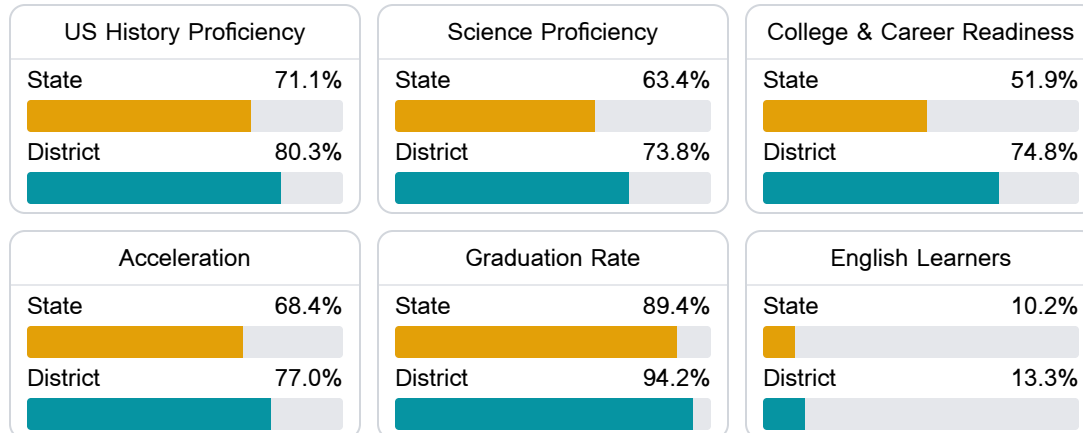 US History Proficiency
State 71.1%
District 80.3%
Science Proficiency
State 63.4%
District 73.8%
College & Career Readiness
State 51.9%
District 74.8%
Acceleration
State 68.4%
District 77.0%
Graduation Rate
State 89.4%
District 94.2%
English Learners
State 10.2%
District 13.3%